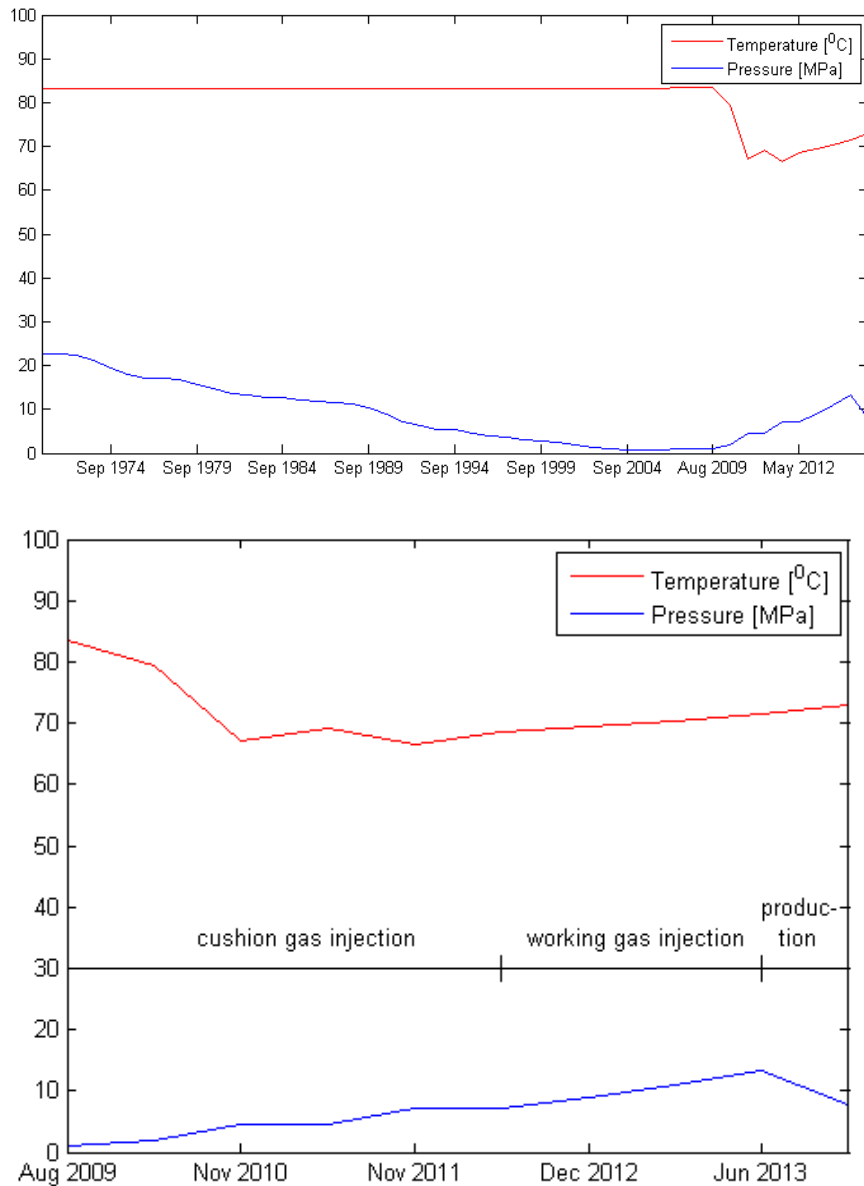 100
90
80
70
60
50
40
30
20
10
0
Temperature [⁰C]
Pressure [MPa]
Sep 1974 Sep 1979 Sep 1984 Sep 1989 Sep 1994 Sep 1999 Sep 2004 Aug 2009 May 2012
100
90
80
70
60
50
40
30
20
10
0
Temperature [⁰C]
Pressure [MPa]
cushion gas injection
working gas injection
produc-
tion
Aug 2009 Nov 2010 Nov 2011 Dec 2012 Jun 2013